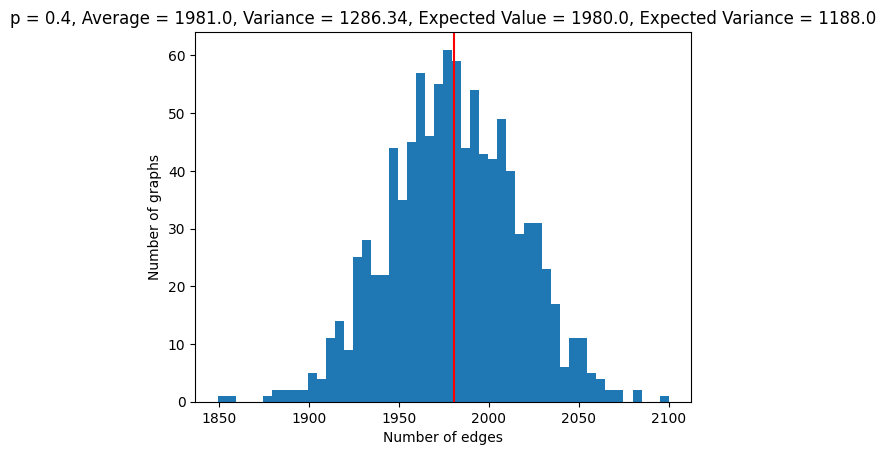 p = 0.4, Average = 1981.0, Variance = 1286.34, Expected Value = 1980.0, Expected Variance = 1188.0
60
50
40
30
20
10
0
Number of graphs
1850 1900 1950 2000 2050 2100
Number of edges